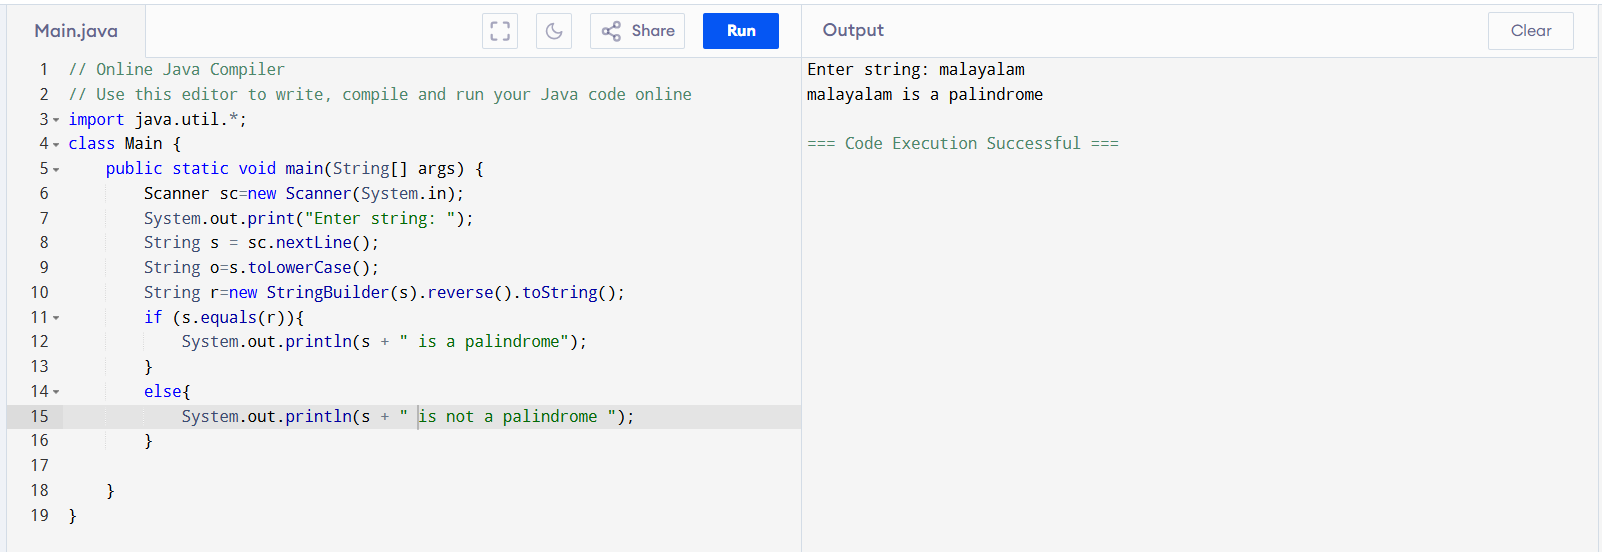 Main.java
Share
Run
Output
Clear
1 // Online Java Compiler
2 // Use this editor to write, compile and run your Java code online
3 import java.util.*;
4 class Main {
5     public static void main(String[] args) {
6         Scanner sc=new Scanner(System.in);
7         System.out.print("Enter string: ");
8         String s = sc.nextLine();
9         String o=s.toLowerCase();
10         String r=new StringBuilder(s).reverse().toString();
11         if (s.equals(r)){
12             System.out.println(s + " is a palindrome");
13         }
14         else{
15             System.out.println(s + " is not a palindrome ");
16         }
17
18     }
19 }
Enter string: malayalam
malayalam is a palindrome
=== Code Execution Successful ===